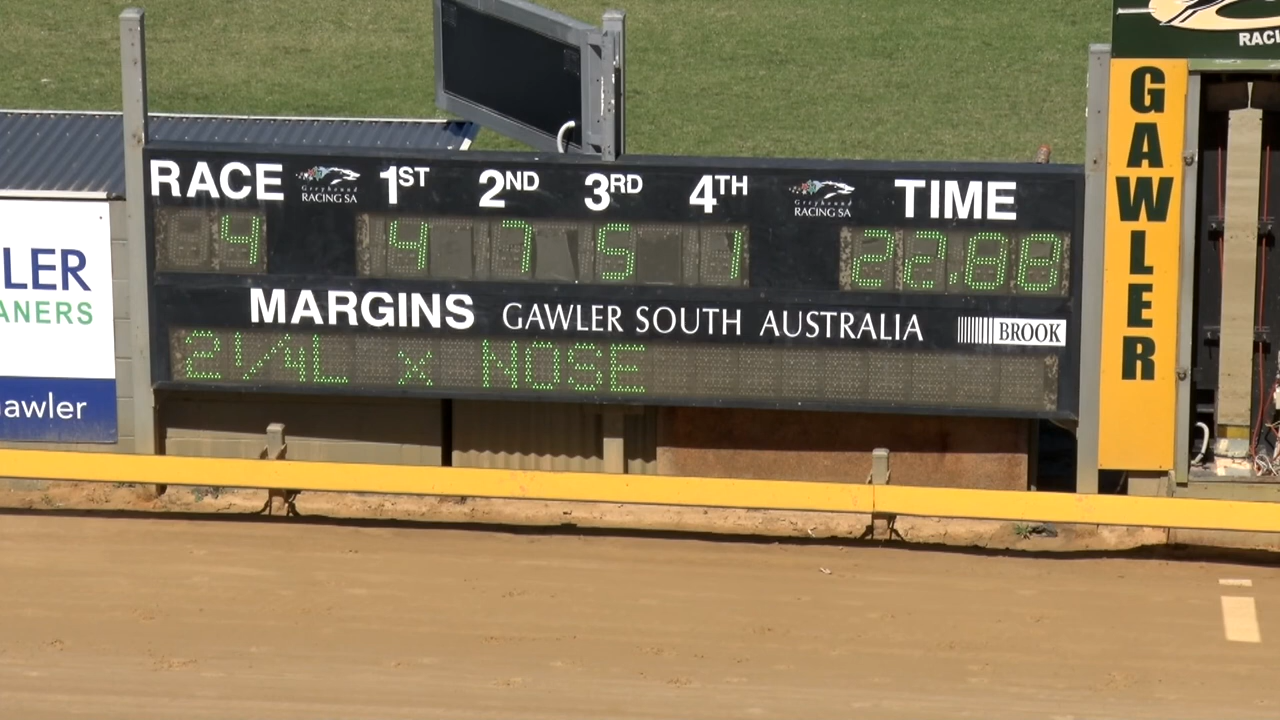 RACI
RACE 1ST 2ND 3RD 4TH TIME
Greyhound
RACING SA
Greyhound
RACING SA
4 4 7 5 1 22.88
MARGINS GAWLER SOUTH AUSTRALIA BROOK
2 1/4L x NOSE
LER
ANERS
awler
GAWLER